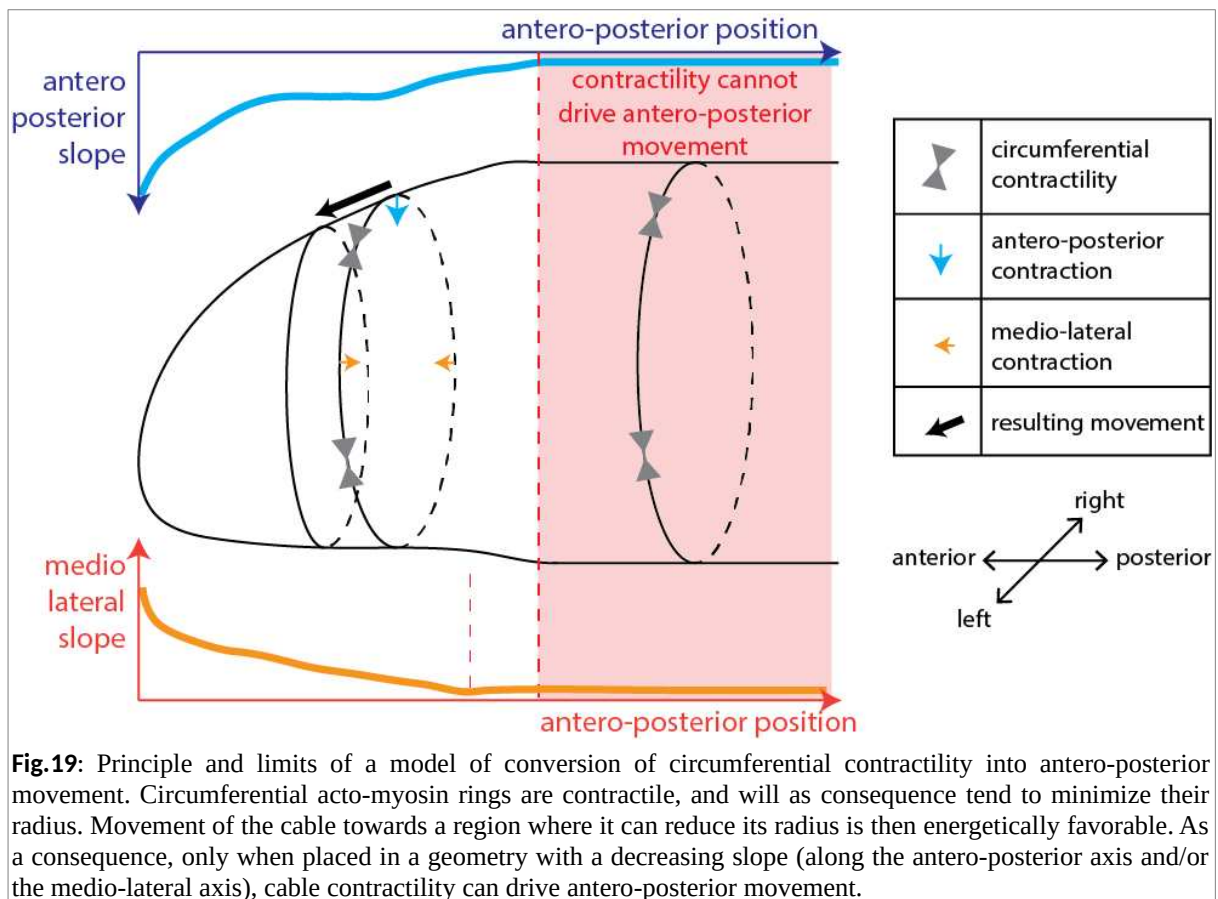 antero-posterior position
antero
posterior
slope
contractility cannot
drive antero-posterior
movement
circumferential
contractility
antero-posterior
contraction
medio-lateral
contraction
resulting movement
right
anterior
posterior
left
medio
lateral
slope
antero-posterior position
Fig.19: Principle and limits of a model of conversion of circumferential contractility into antero-posterior
movement. Circumferential acto-myosin rings are contractile, and will as consequence tend to minimize their
radius. Movement of the cable towards a region where it can reduce its radius is then energetically favorable. As
a consequence, only when placed in a geometry with a decreasing slope (along the antero-posterior axis and/or
the medio-lateral axis), cable contractility can drive antero-posterior movement.